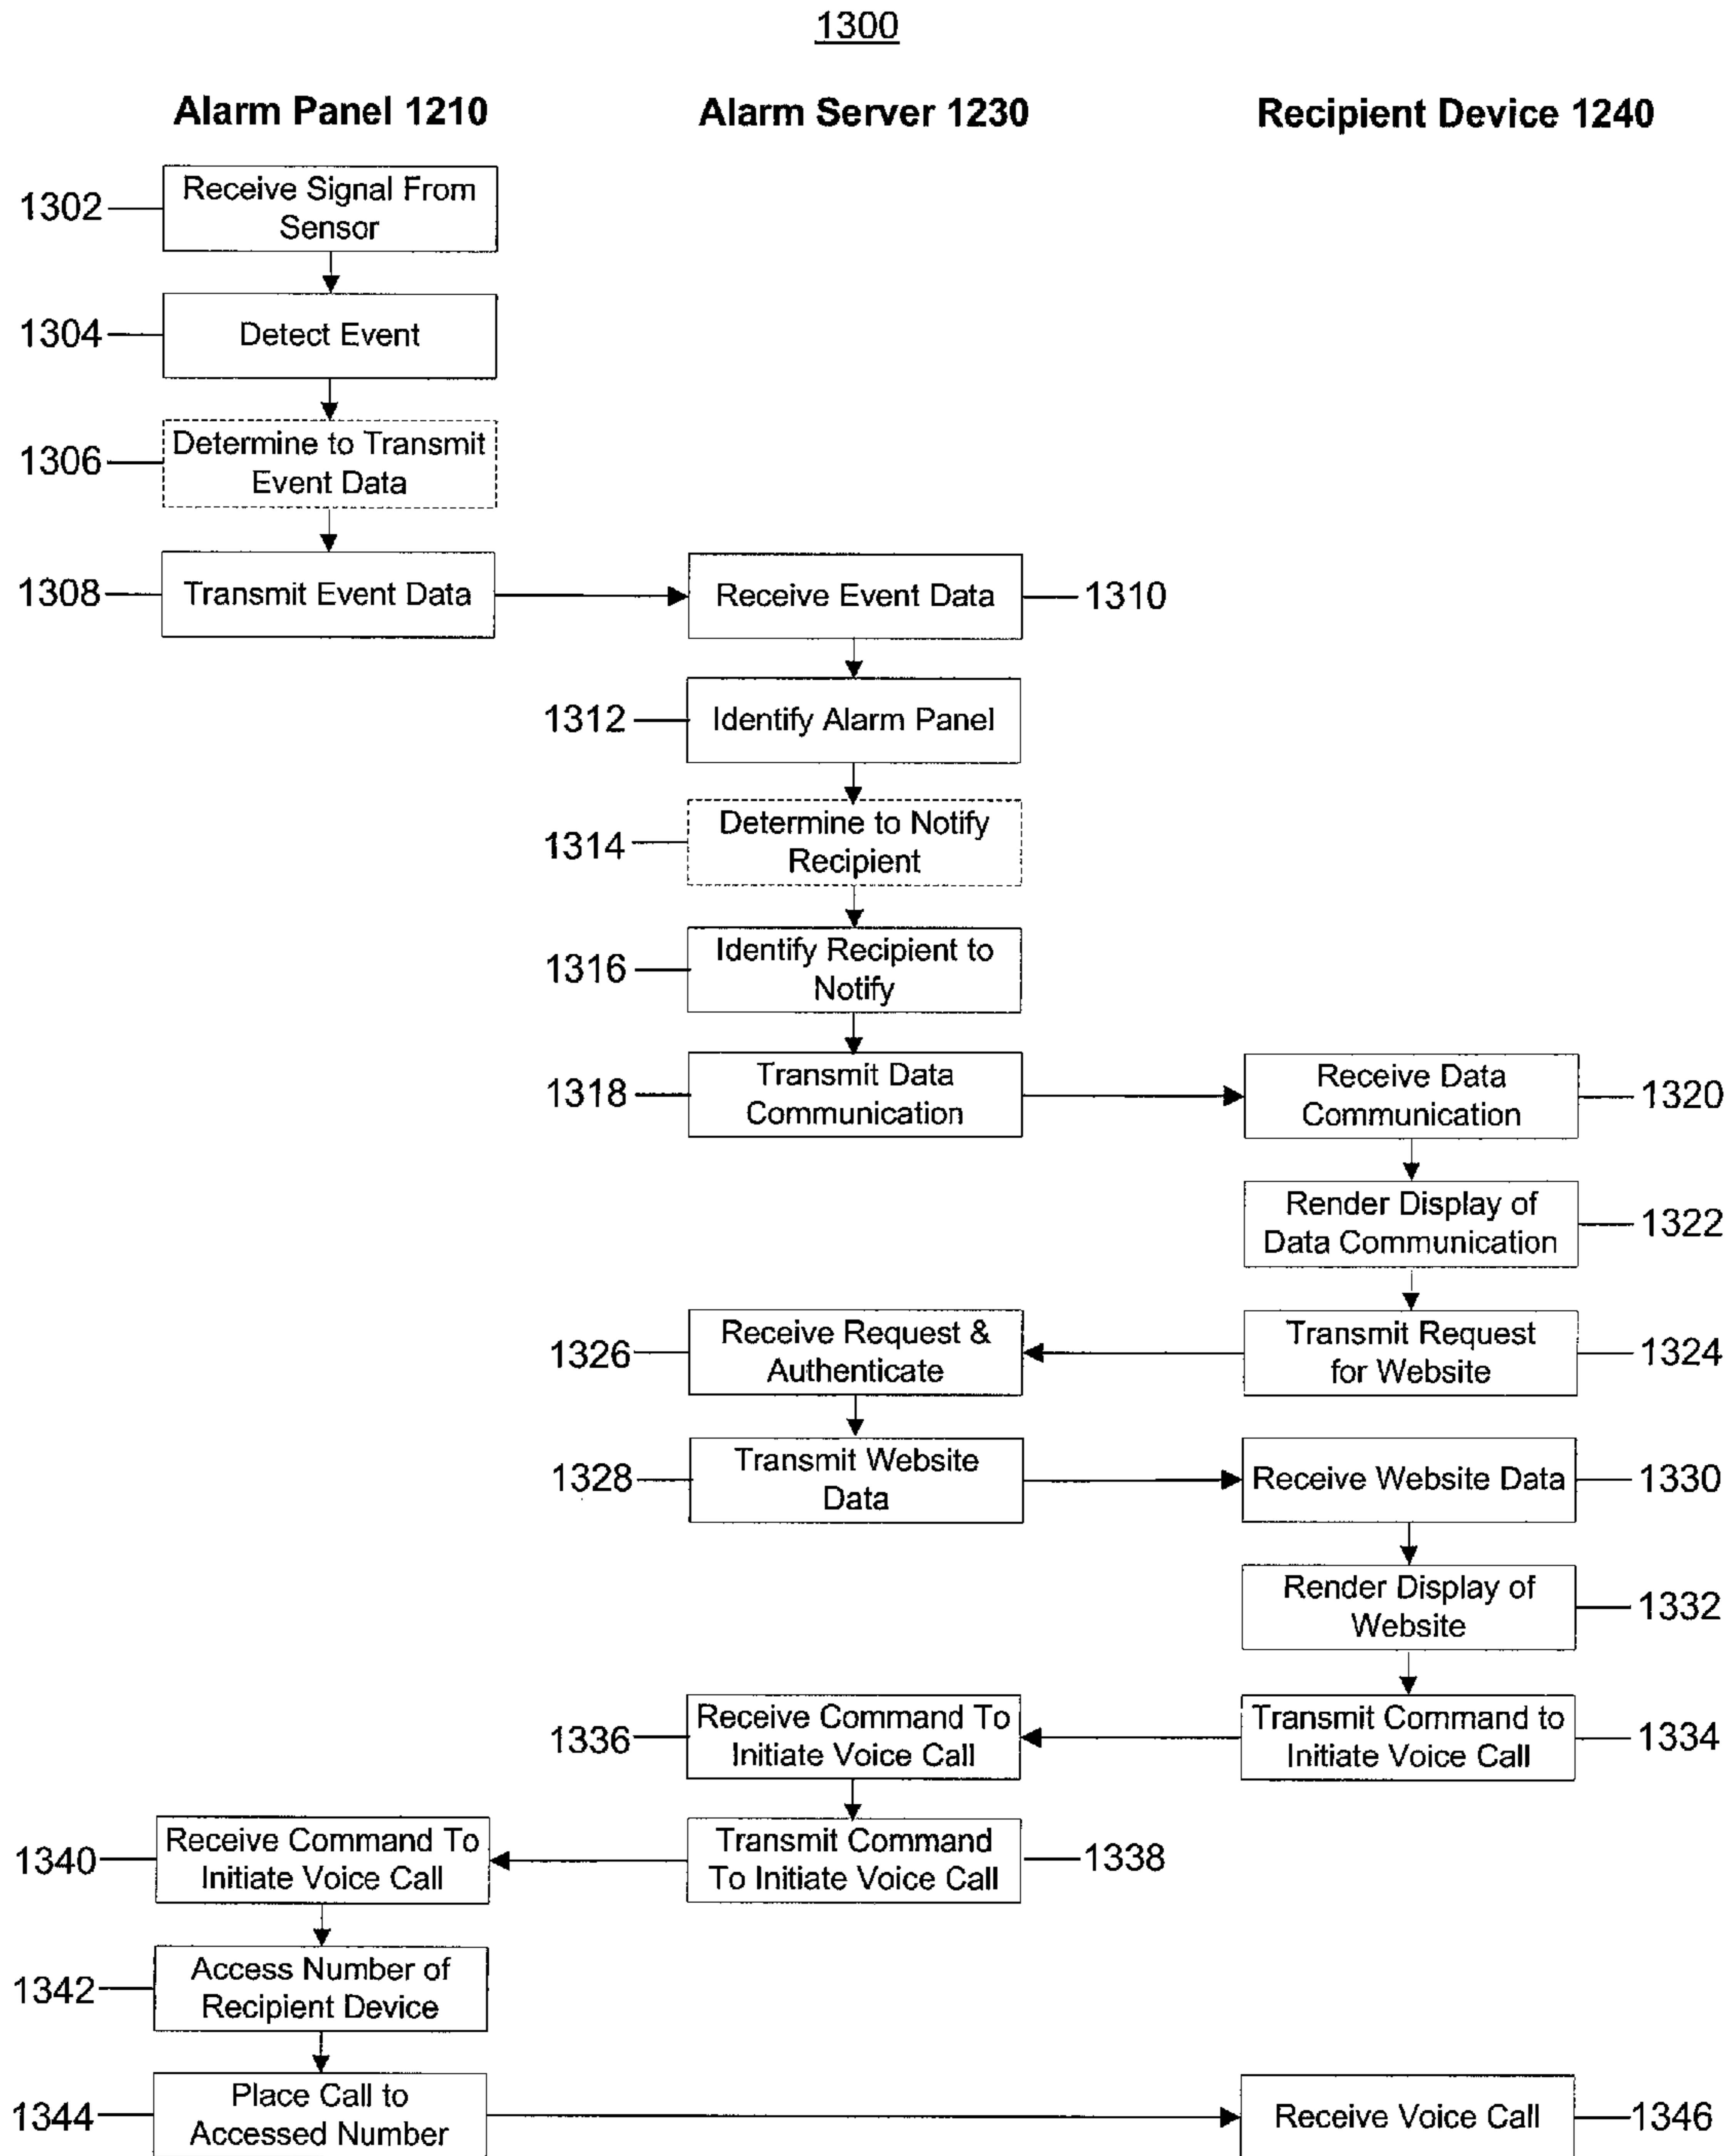 1300
Alarm Panel 1210
Alarm Server 1230
Recipient Device 1240
1302
Receive Signal From
Sensor
1304
Detect Event
1306
Determine to Transmit
Event Data
1308
Transmit Event Data
Receive Event Data
1310
1312
Identify Alarm Panel
1314
Determine to Notify
Recipient
1316
Identify Recipient to
Notify
1318
Transmit Data
Communication
Receive Data
Communication
1320
Render Display of
Data Communication
1322
1326
Receive Request &
Authenticate
Transmit Request
for Website
1324
1328
Transmit Website
Data
Receive Website Data
1330
Render Display of
Website
1332
1336
Receive Command To
Initiate Voice Call
Transmit Command to
Initiate Voice Call
1334
1340
Receive Command To
Initiate Voice Call
Transmit Command
To Initiate Voice Call
1338
1342
Access Number of
Recipient Device
1344
Place Call to
Accessed Number
Receive Voice Call
1346